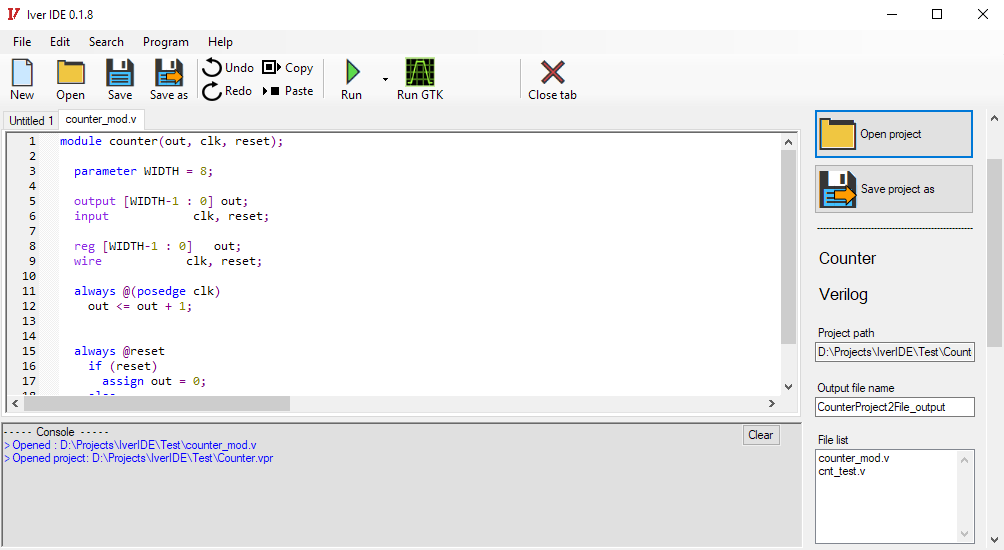 Iver IDE 0.1.8
File Edit Search Program Help
New Open Save Save as Undo Redo Copy Paste Run Run GTK Close tab
Untitled 1 counter_mod.v
1 module counter(out, clk, reset);
2
3 parameter WIDTH = 8;
4
5 output [WIDTH-1 : 0] out;
6 input clk, reset;
7
8 reg [WIDTH-1 : 0] out;
9 wire clk, reset;
10
11 always @(posedge clk)
12 out <= out + 1;
13
14
15 always @reset
16 if (reset)
17 assign out = 0;
18 else
----- Console -----
Clear
> Opened : D:\Projects\IverIDE\Test\counter_mod.v
> Opened project: D:\Projects\IverIDE\Test\Counter.vpr
Open project
Save project as
Counter
Verilog
Project path
D:\Projects\IverIDE\Test\Count
Output file name
CounterProject2File_output
File list
counter_mod.v
cnt_test.v